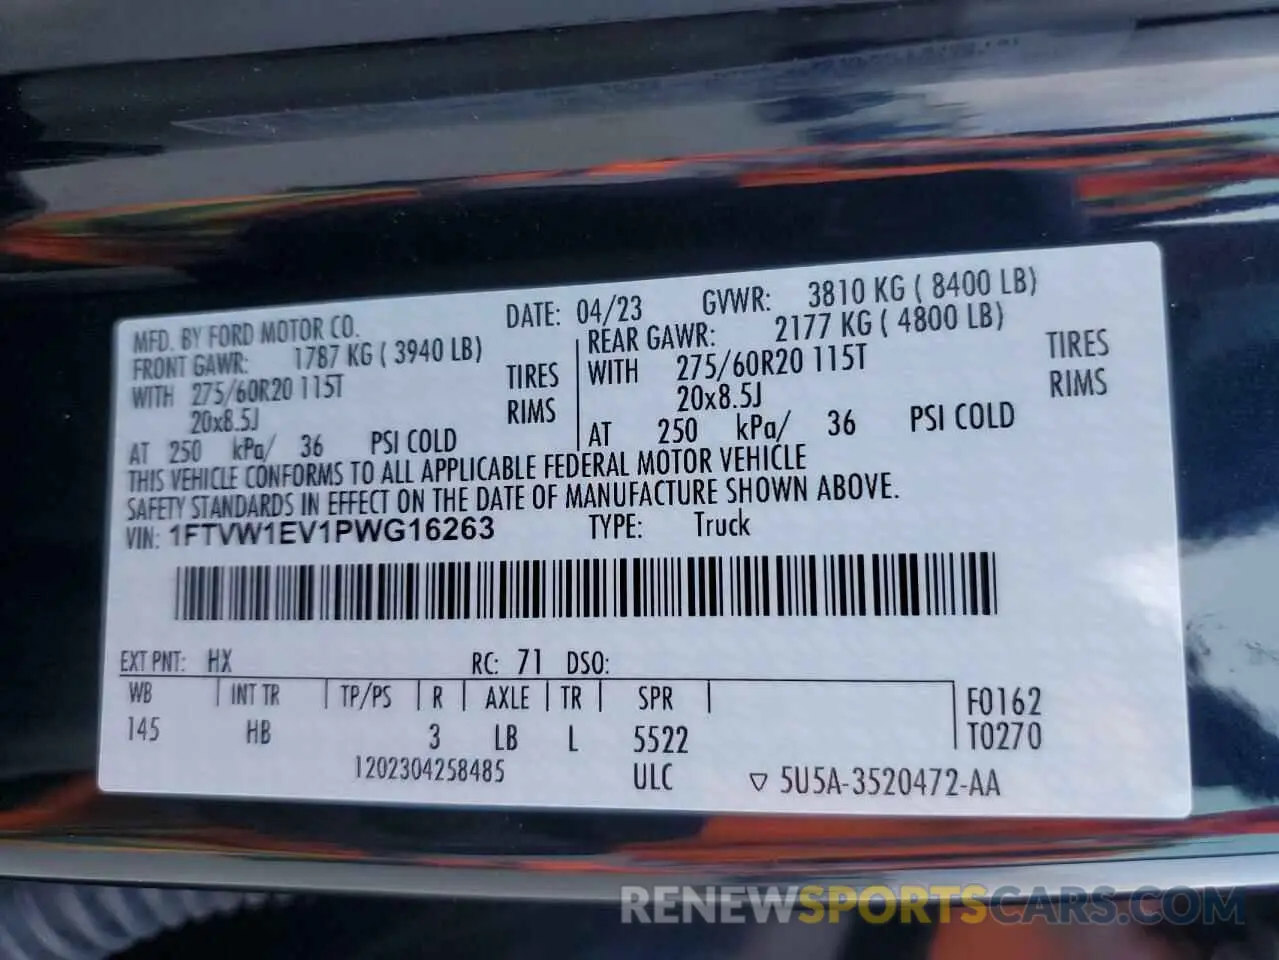 MFD. BY FORD MOTOR CO. DATE: 04/23 GVWR: 3810 KG ( 8400 LB)
FRONT GAWR: 1787 KG ( 3940 LB) REAR GAWR: 2177 KG ( 4800 LB)
WITH 275/60R20 115T TIRES WITH 275/60R20 115T TIRES
20x8.5J RIMS 20x8.5J RIMS
AT 250 kPa/ 36 PSI COLD AT 250 kPa/ 36 PSI COLD
THIS VEHICLE CONFORMS TO ALL APPLICABLE FEDERAL MOTOR VEHICLE
SAFETY STANDARDS IN EFFECT ON THE DATE OF MANUFACTURE SHOWN ABOVE.
VIN: 1FTVW1EV1PWG16263 TYPE: Truck
EXT PNT: HX RC: 71 DSO:
WB INT TR TP/PS R AXLE TR SPR F0162
145 HB 3 LB L 5522 T0270
1202304258485 ULC ▽ 5U5A-3520472-AA
RENEWSPORTSCARS.COM